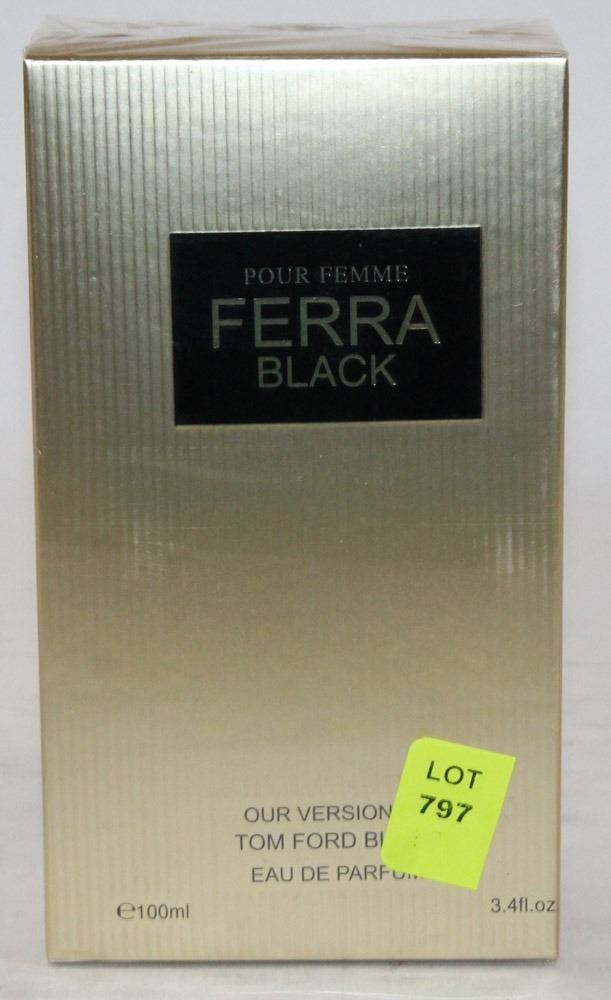 POUR FEMME
FERRA
BLACK
LOT
797
OUR VERSION
TOM FORD
EAU DE PARFUM
℮100ml
3.4fl.oz.